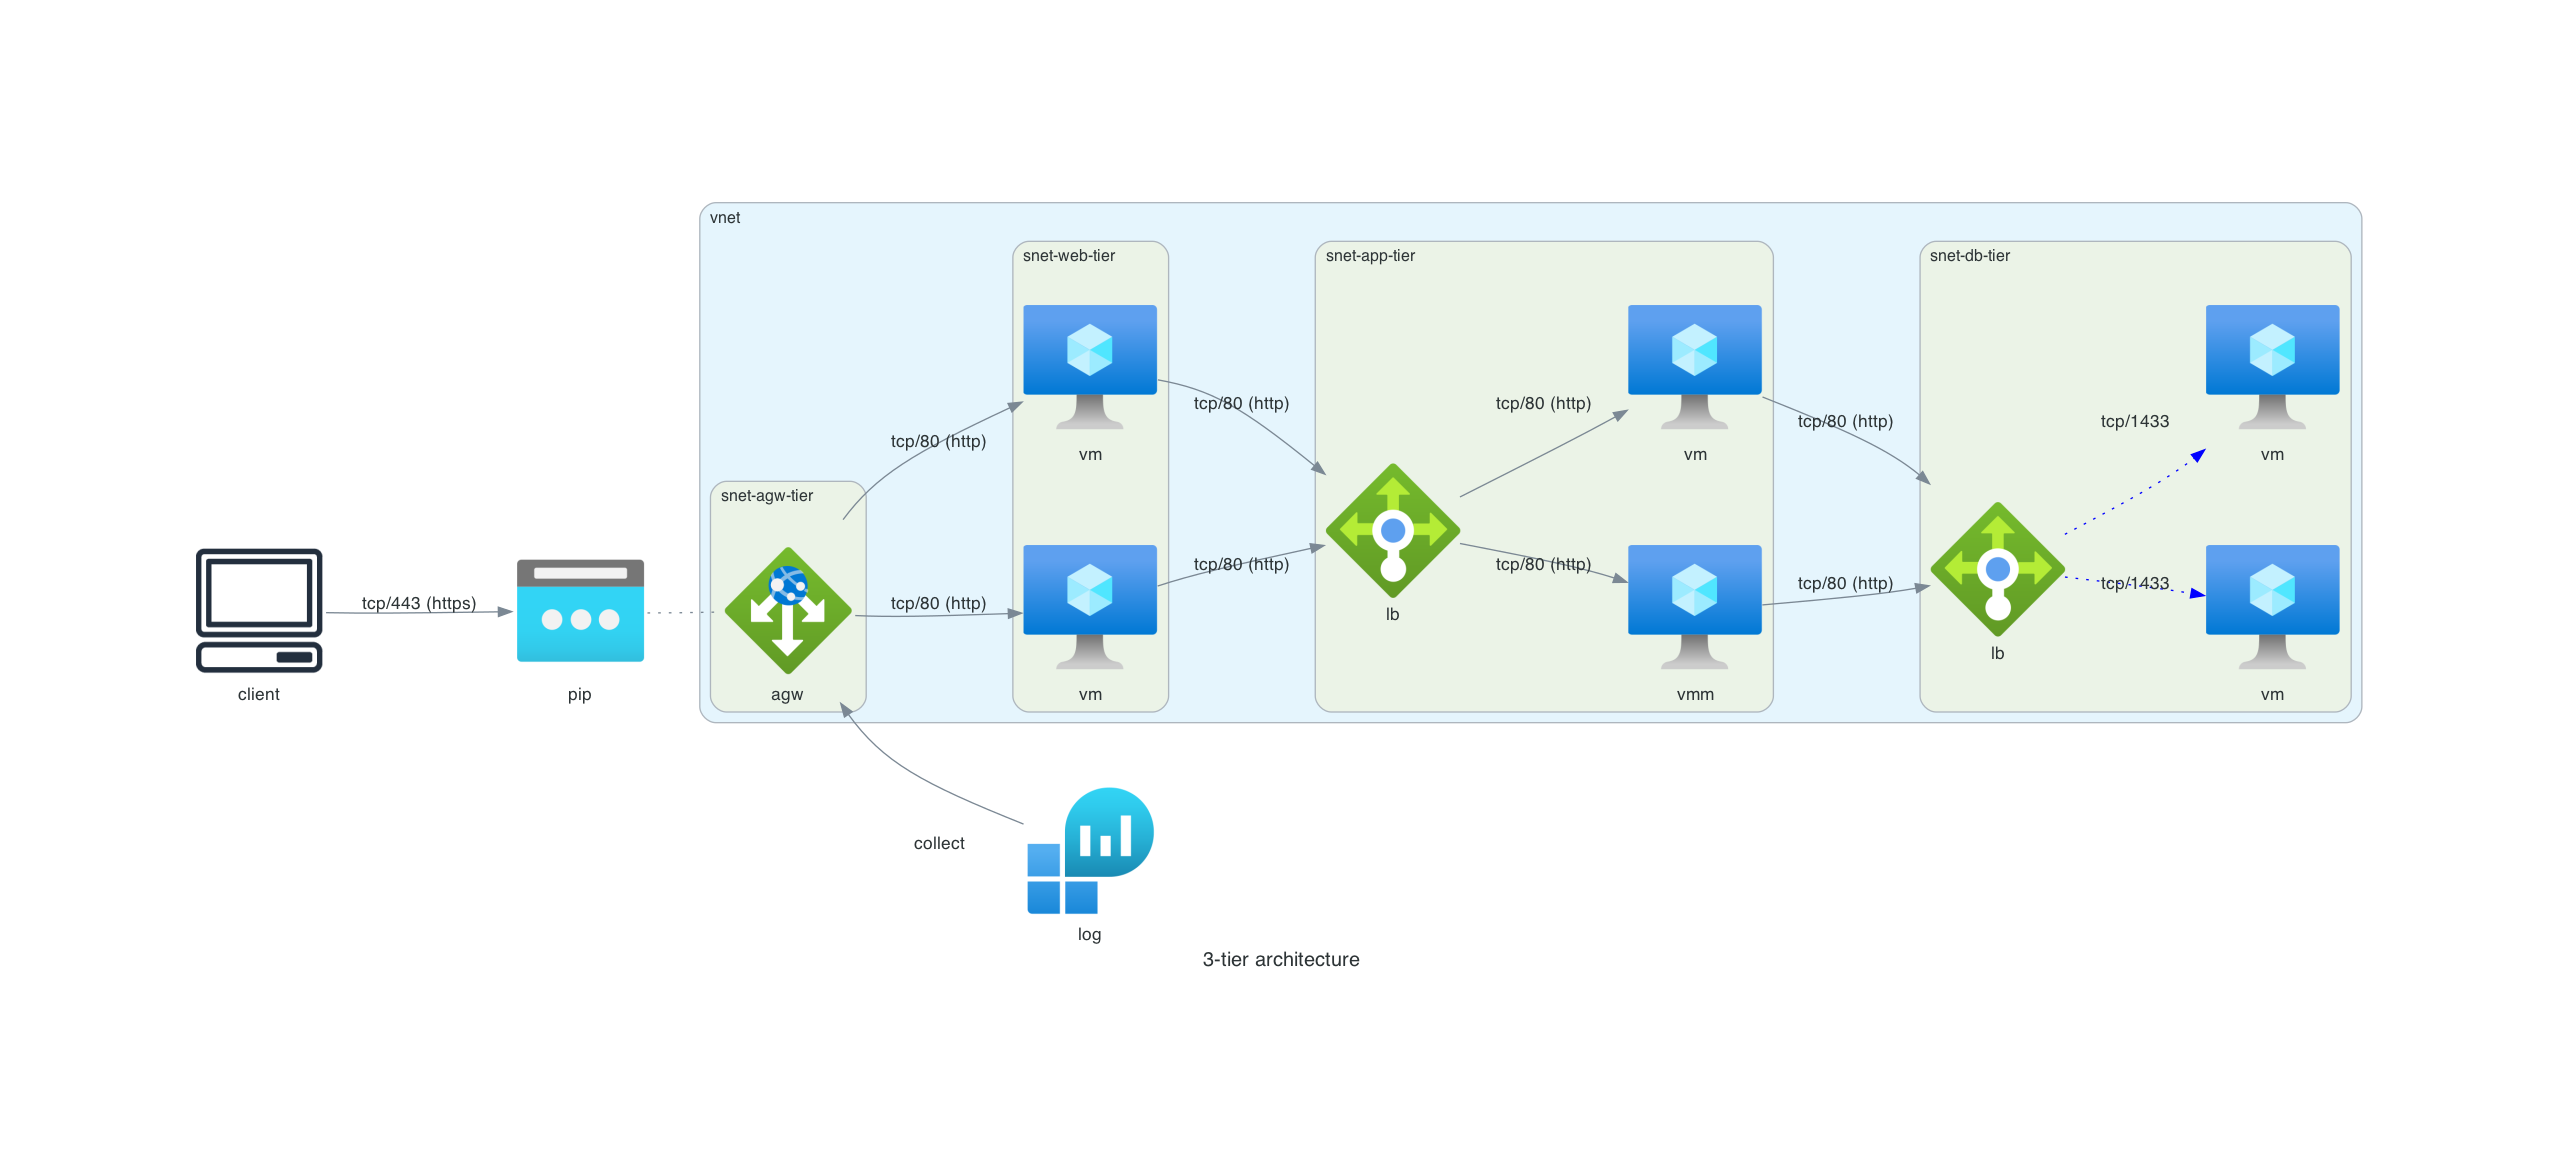 vnet
snet-web-tier
snet-app-tier
snet-db-tier
tcp/80 (http)
tcp/80 (http)
tcp/80 (http)
tcp/1433
tcp/80 (http)
vm
vm
vm
snet-agw-tier
tcp/80 (http)
tcp/80 (http)
tcp/443 (https)
tcp/80 (http)
tcp/80 (http)
tcp/1433
lb
lb
client
pip
agw
vm
vmm
vm
collect
log
3-tier architecture